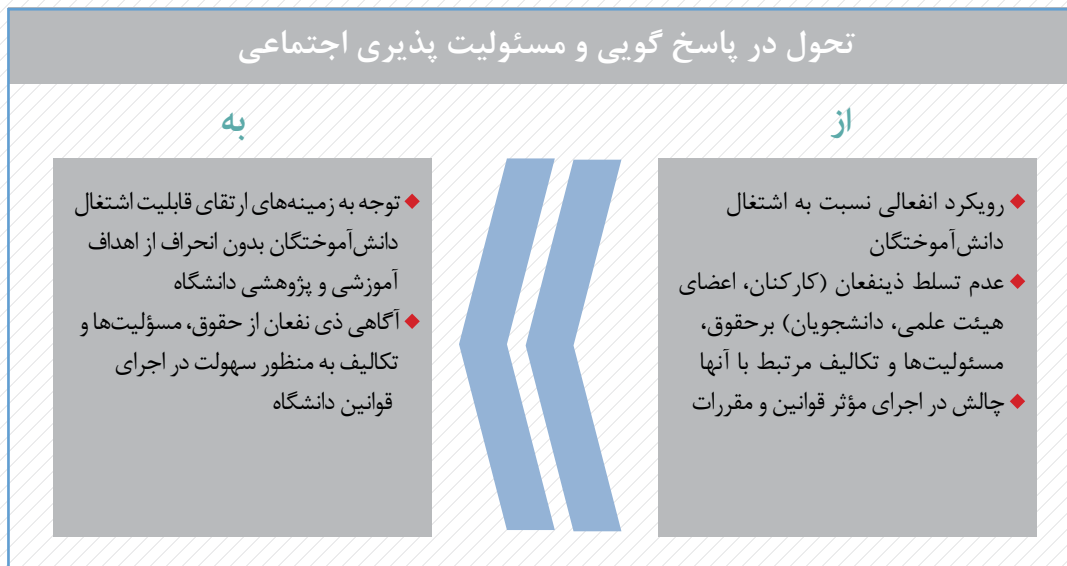 تحول در پاسخ گویی و مسئولیت پذیری اجتماعی
از
رویکرد انفعالی نسبت به اشتغال
دانش‌آموختگان
عدم تسلط ذینفعان (کارکنان، اعضای
هیئت علمی، دانشجویان) برحقوق،
مسئولیت‌ها و تکالیف مرتبط با آنها
چالش در اجرای مؤثر قوانین و مقررات
به
توجه به زمینه‌های ارتقای قابلیت اشتغال
دانش‌آموختگان بدون انحراف از اهداف
آموزشی و پژوهشی دانشگاه
آگاهی ذی نفعان از حقوق، مسؤلیت‌ها و
تکالیف به منظور سهولت در اجرای
قوانین دانشگاه